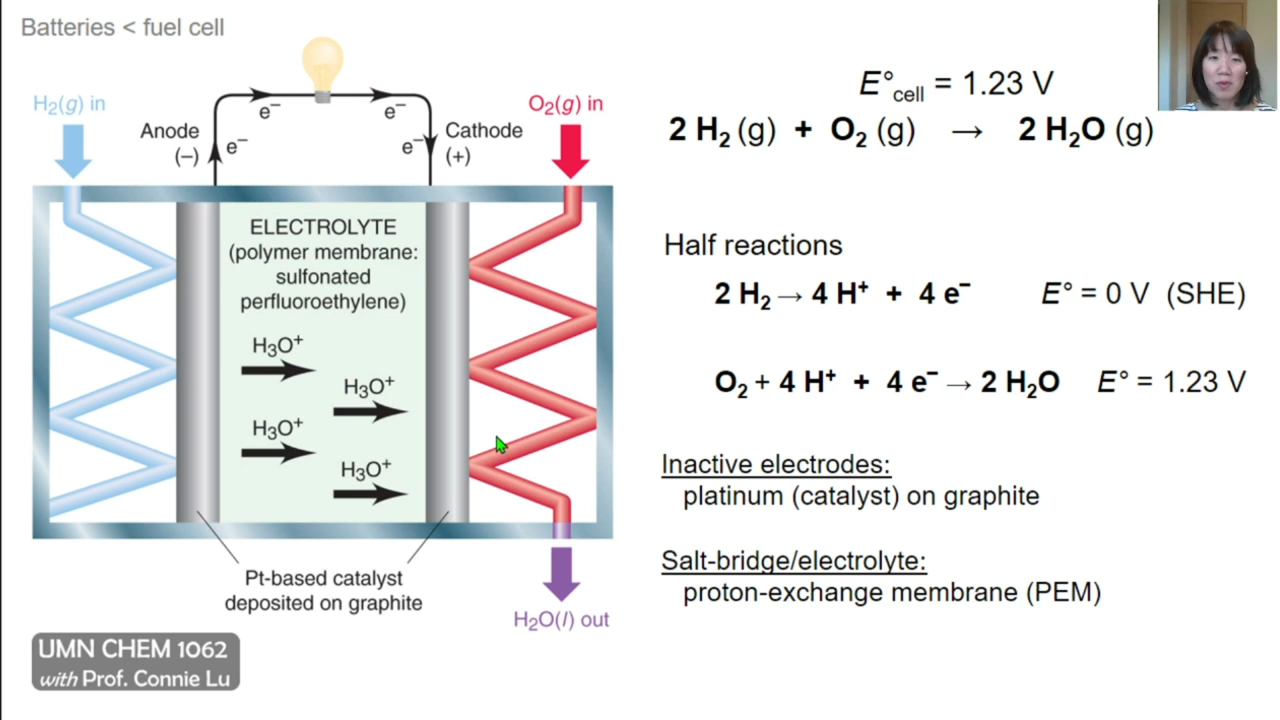 Batteries < fuel cell
H₂(g) in
Anode
(–)
e⁻
e⁻
e⁻
e⁻
Cathode
(+)
O₂(g) in
ELECTROLYTE
(polymer membrane:
sulfonated
perfluoroethylene)
H₃O⁺
H₃O⁺
H₃O⁺
H₃O⁺
Pt-based catalyst
deposited on graphite
H₂O(l) out
UMN CHEM 1062
with Prof. Connie Lu
E°cell = 1.23 V
2 H₂ (g) + O₂ (g) → 2 H₂O (g)
Half reactions
2 H₂ → 4 H⁺ + 4 e⁻ E° = 0 V (SHE)
O₂ + 4 H⁺ + 4 e⁻ → 2 H₂O E° = 1.23 V
Inactive electrodes:
platinum (catalyst) on graphite
Salt-bridge/electrolyte:
proton-exchange membrane (PEM)